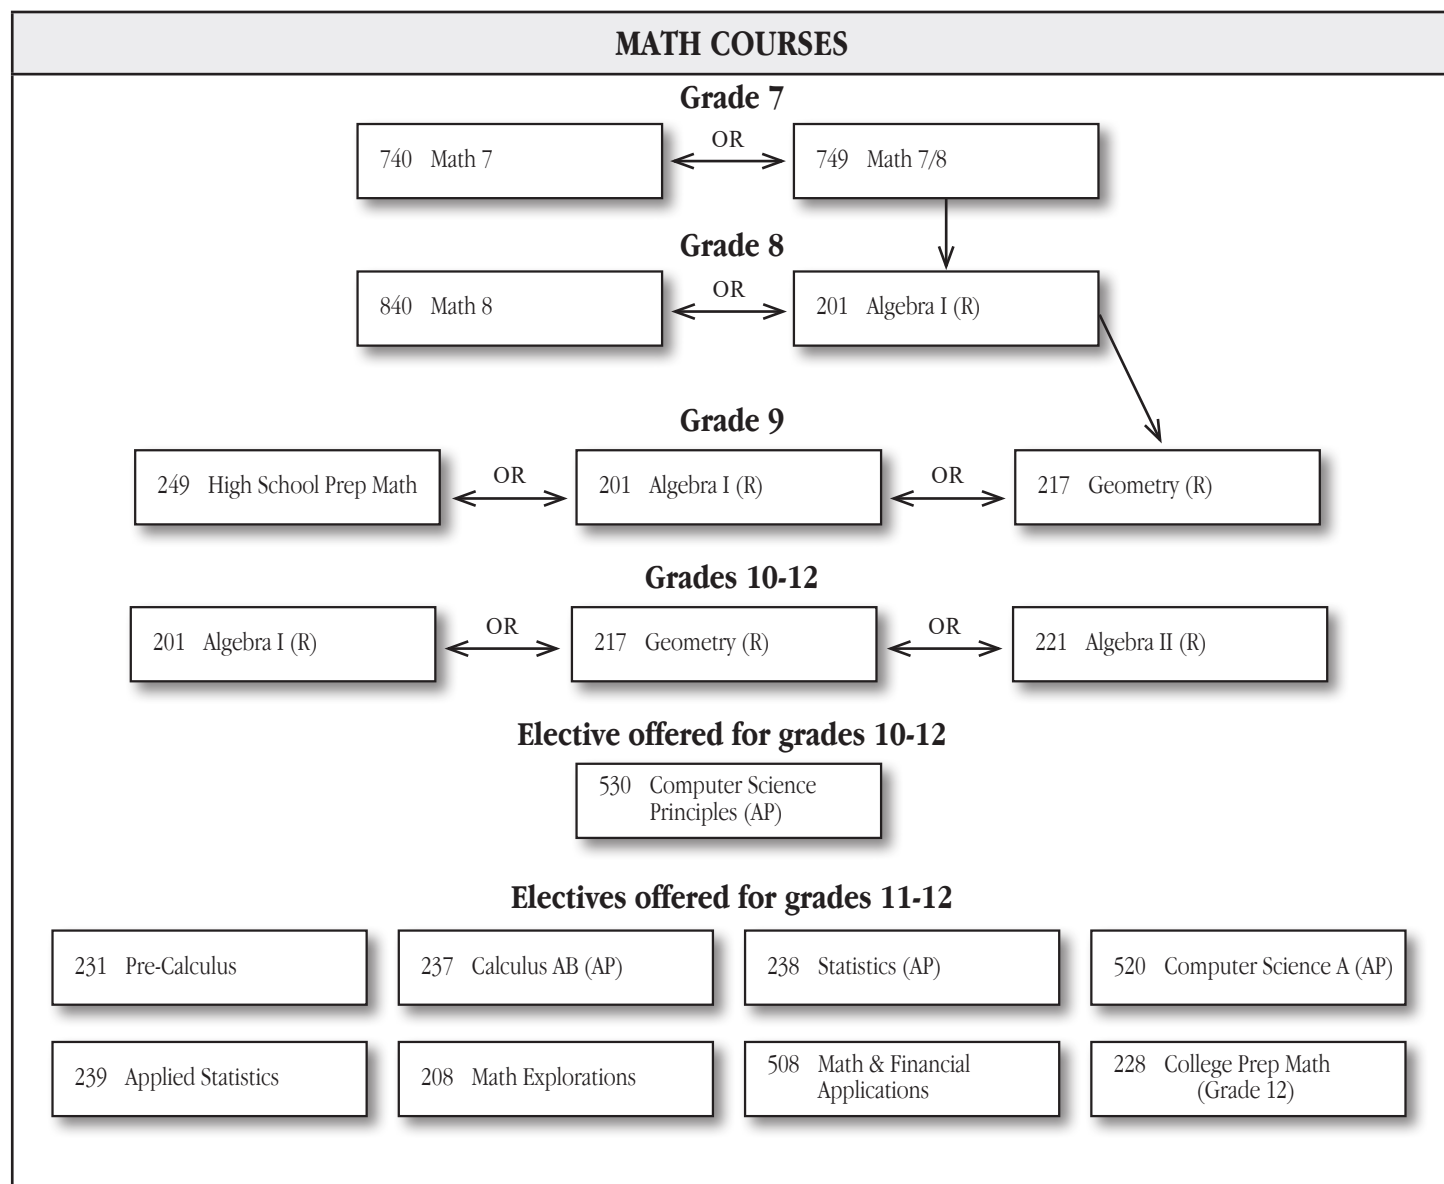 MATH COURSES
Grade 7
740 Math 7
OR
749 Math 7/8
Grade 8
840 Math 8
OR
201 Algebra I (R)
Grade 9
249 High School Prep Math
OR
201 Algebra I (R)
OR
217 Geometry (R)
Grades 10-12
201 Algebra I (R)
OR
217 Geometry (R)
OR
221 Algebra II (R)
Elective offered for grades 10-12
530 Computer Science
Principles (AP)
Electives offered for grades 11-12
231 Pre-Calculus
237 Calculus AB (AP)
238 Statistics (AP)
520 Computer Science A (AP)
239 Applied Statistics
208 Math Explorations
508 Math & Financial
Applications
228 College Prep Math
(Grade 12)